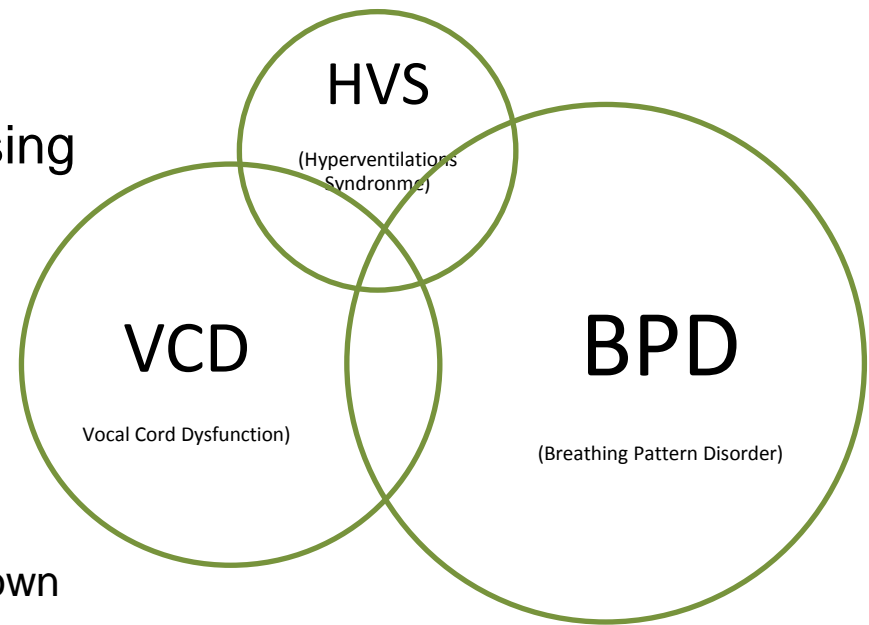 HVS
sing
(Hyperventilations
Syndronme)
VCD
BPD
Vocal Cord Dysfunction)
(Breathing Pattern Disorder)
own